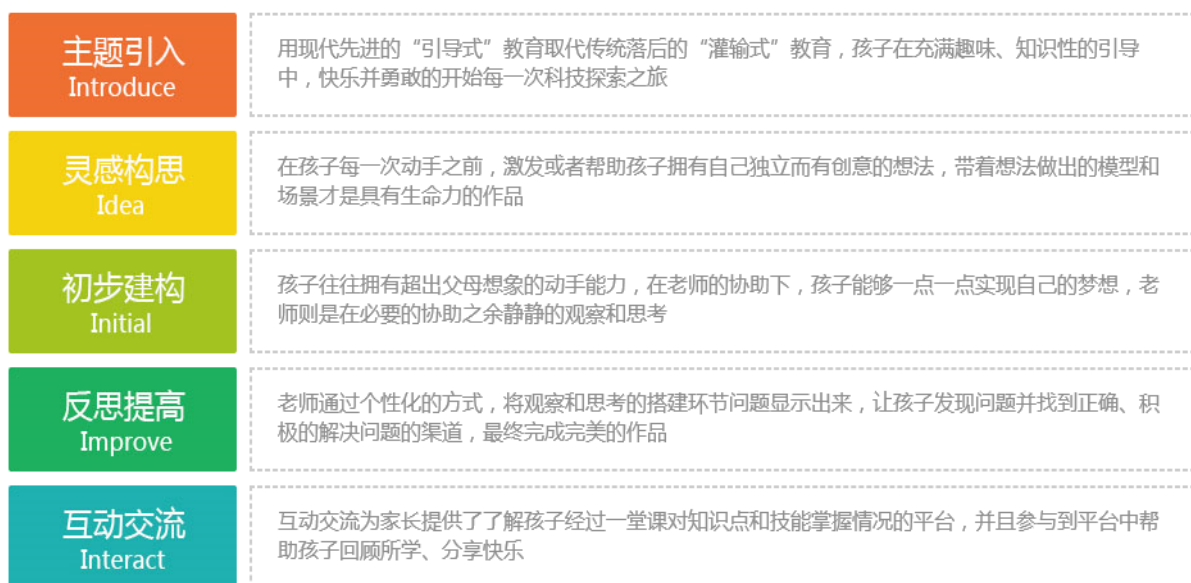 主题引入
Introduce
用现代先进的“引导式”教育取代传统落后的“灌输式”教育，孩子在充满趣味、知识性的引导
中，快乐并勇敢的开始每一次科技探索之旅
灵感构思
Idea
在孩子每一次动手之前，激发或者帮助孩子拥有自己独立而有创意的想法，带着想法做出的模型和
场景才是具有生命力的作品
初步建构
Initial
孩子往往拥有超出父母想象的动手能力，在老师的协助下，孩子能够一点一点实现自己的梦想，老
师则是在必要的协助之余静静的观察和思考
反思提高
Improve
老师通过个性化的方式，将观察和思考的搭建环节问题显示出来，让孩子发现问题并找到正确、积
极的解决问题的渠道，最终完成完美的作品
互动交流
Interact
互动交流为家长提供了了解孩子经过一堂课对知识点和技能掌握情况的平台，并且参与到平台中帮
助孩子回顾所学、分享快乐